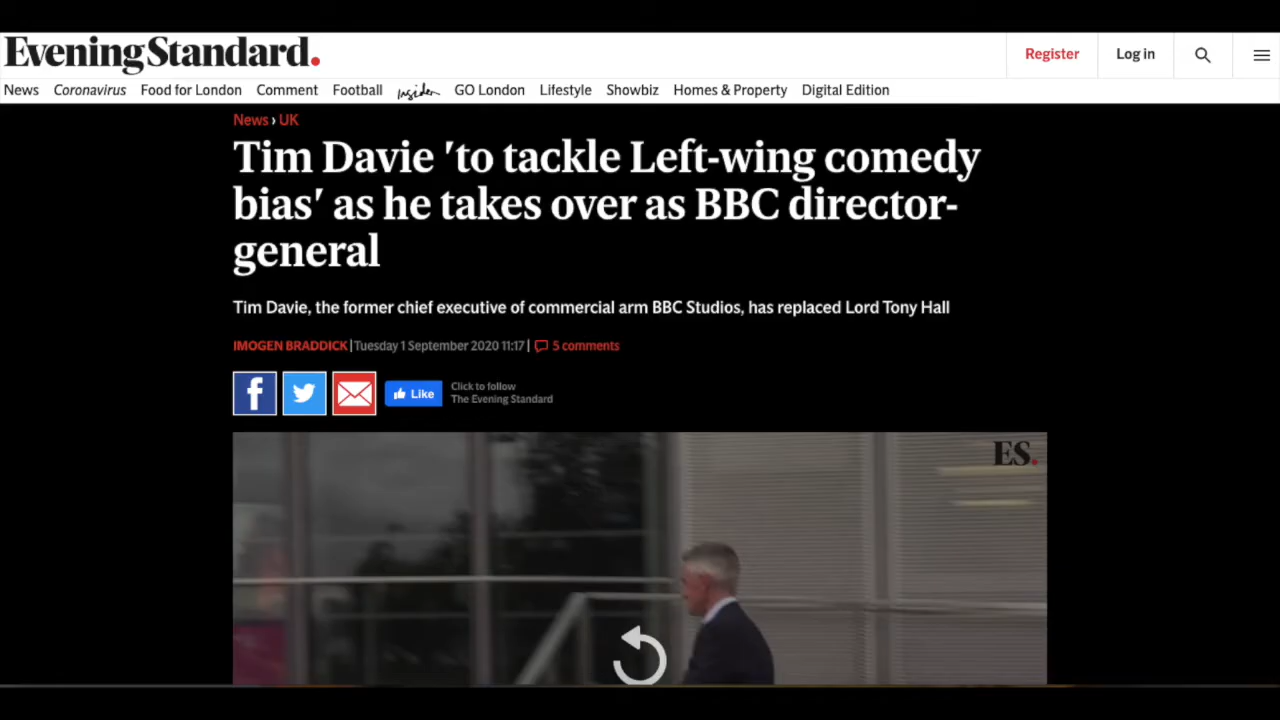 Evening Standard.
Register
Log in
News Coronavirus Food for London Comment Football Insider GO London Lifestyle Showbiz Homes & Property Digital Edition
News › UK
Tim Davie 'to tackle Left-wing comedy
bias' as he takes over as BBC director-
general
Tim Davie, the former chief executive of commercial arm BBC Studios, has replaced Lord Tony Hall
IMOGEN BRADDICK | Tuesday 1 September 2020 11:17 | 5 comments
Like
Click to follow
The Evening Standard
ES.